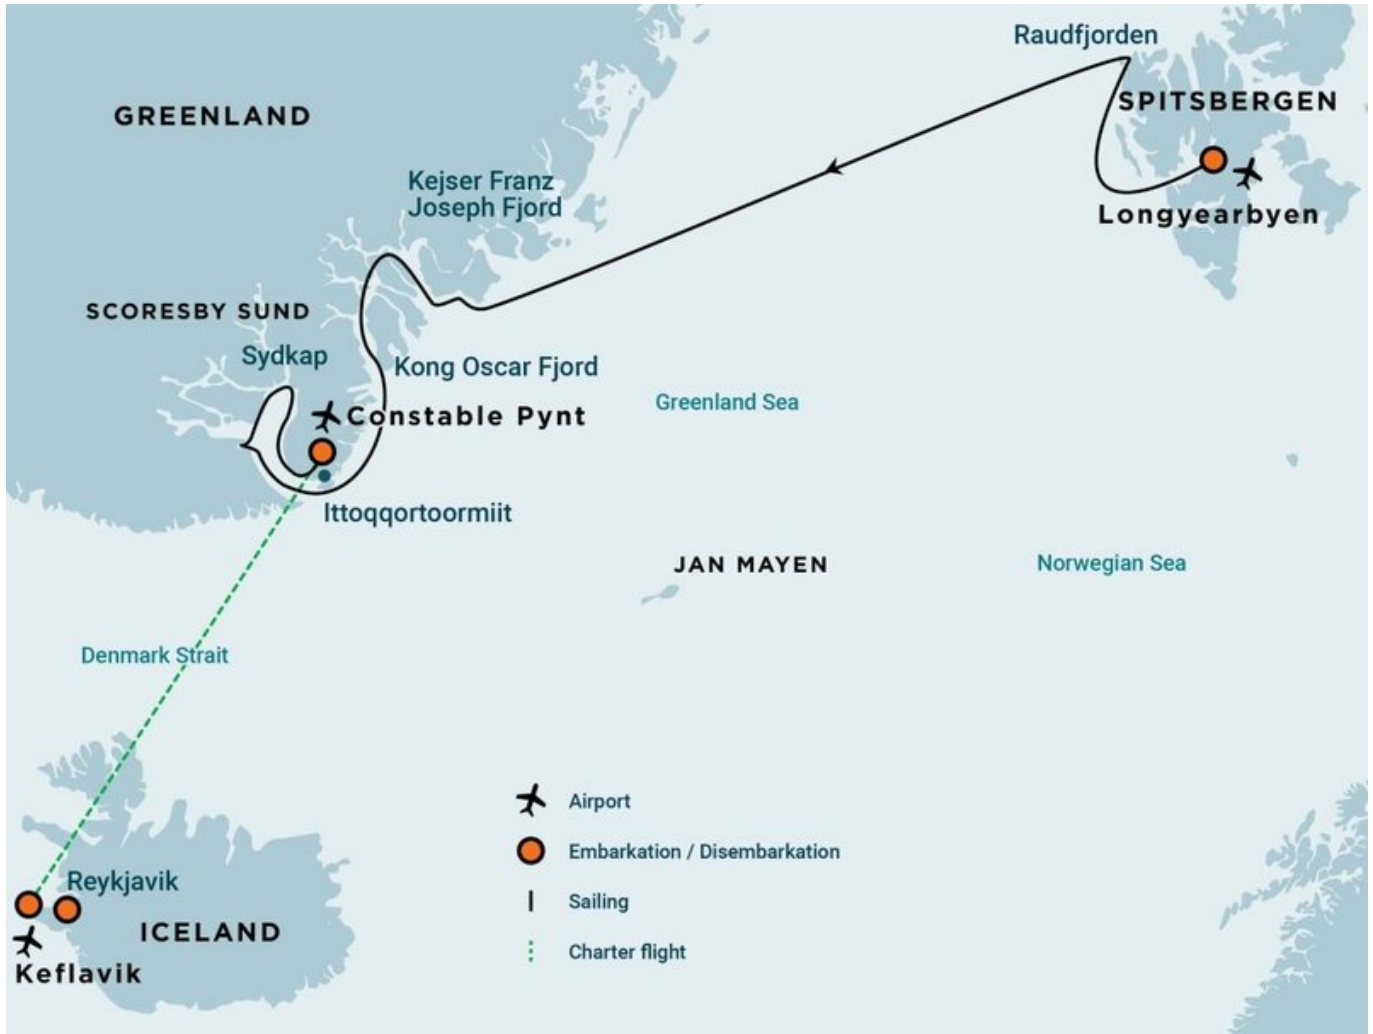 Raudfjorden
SPITSBERGEN
GREENLAND
Kejser Franz
Joseph Fjord
Longyearbyen
SCORESBY SUND
Sydkap
Kong Oscar Fjord
Greenland Sea
Constable Pynt
Ittoqqortoormiit
JAN MAYEN
Norwegian Sea
Denmark Strait
Airport
Embarkation / Disembarkation
Reykjavik
Sailing
ICELAND
Charter flight
Keflavik